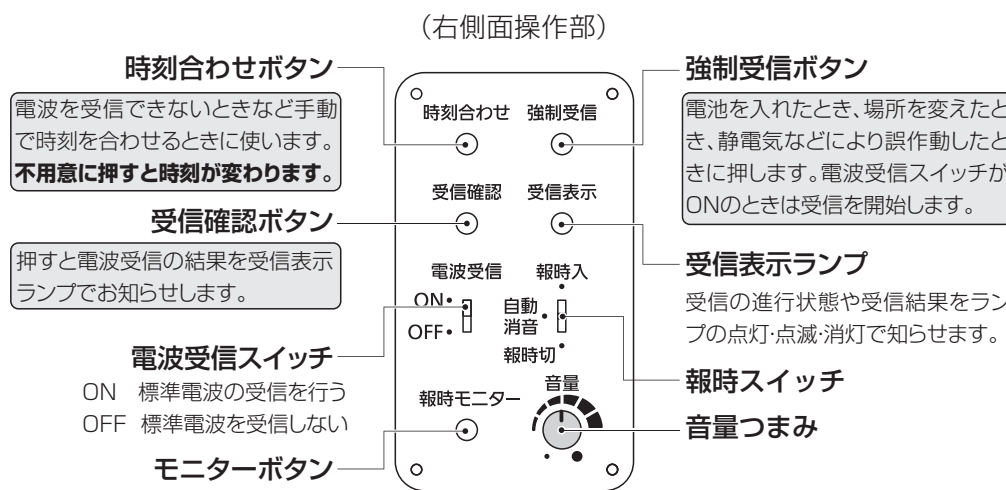 （右側面操作部）
時刻合わせボタン
電波を受信できないときなど手動
で時刻を合わせるときに使います。
不用意に押すと時刻が変わります。
受信確認ボタン
押すと電波受信の結果を受信表示
ランプでお知らせします。
電波受信スイッチ
ON 標準電波の受信を行う
OFF 標準電波を受信しない
モニターボタン
時刻合わせ 強制受信
受信確認 受信表示
電波受信 報時入
ON
自動
消音
OFF
報時切
報時モニター 音量
強制受信ボタン
電池を入れたとき、場所を変えたと
き、静電気などにより誤作動したと
きに押します。電波受信スイッチが
ONのときは受信を開始します。
受信表示ランプ
受信の進行状態や受信結果をラン
プの点灯・点滅・消灯で知らせます。
報時スイッチ
音量つまみ